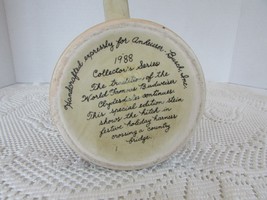 Handcrafted expressly for Anheuser-Busch, Inc.
1988
Collector's Series
The tradition of the
World Famous Budweiser
Clydesdales continues.
This special edition stein
shows the hitch in
festive holiday harness
crossing a country
bridge.